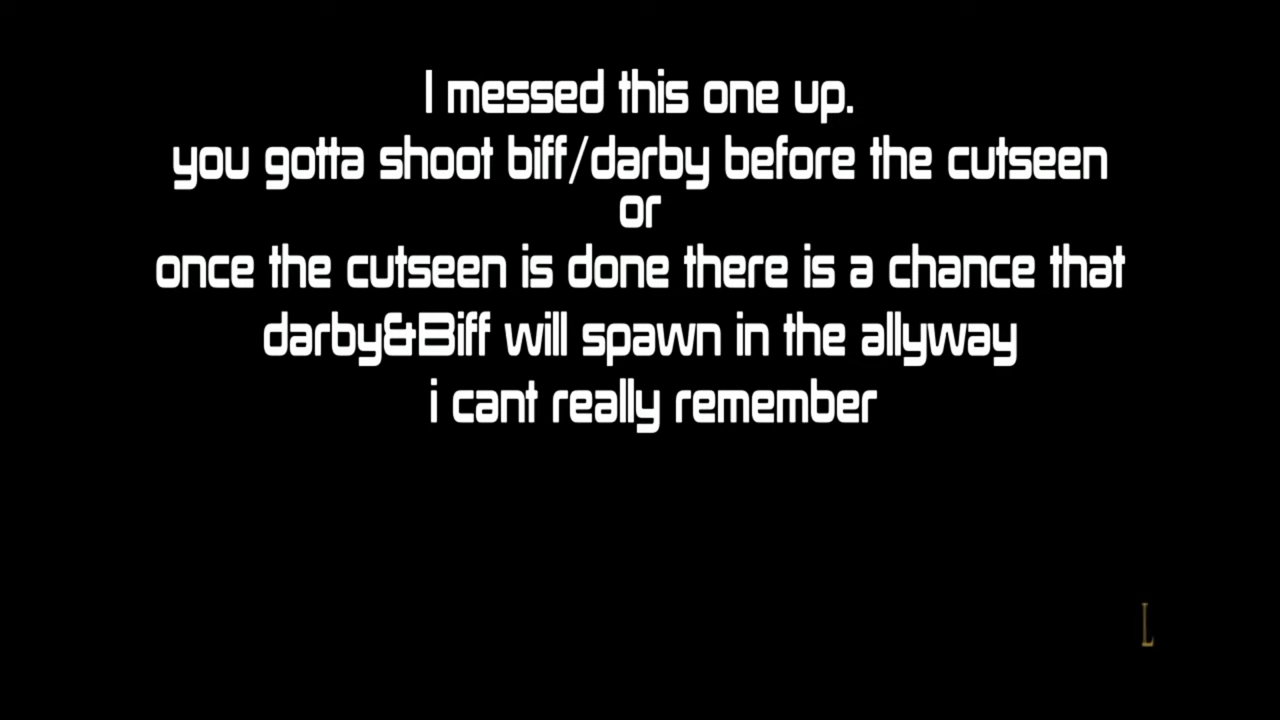 I messed this one up.
you gotta shoot biff/darby before the cutseen
or
once the cutseen is done there is a chance that
darby&Biff will spawn in the allyway
i cant really remember
L